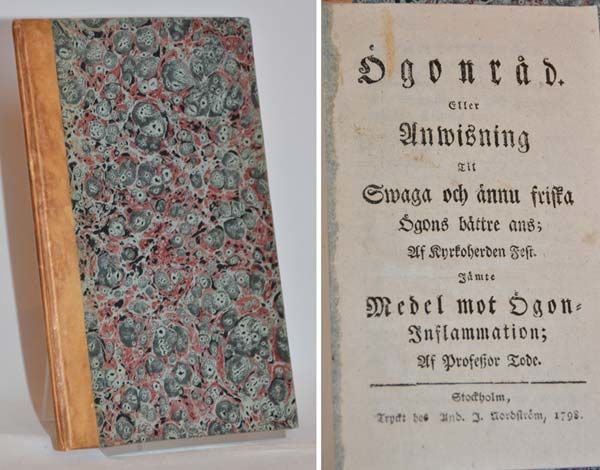 Ögonråd.
Eller
Anwisning
Til
Swaga och ännu friska
Ögons bättre ans;
Af Kyrkoherden Fest.
Jämte
Medel mot Ögon-
Inflammation;
Af Profeßor Tode.
Stockholm,
Tryckt hos And. J. Nordström, 1798.